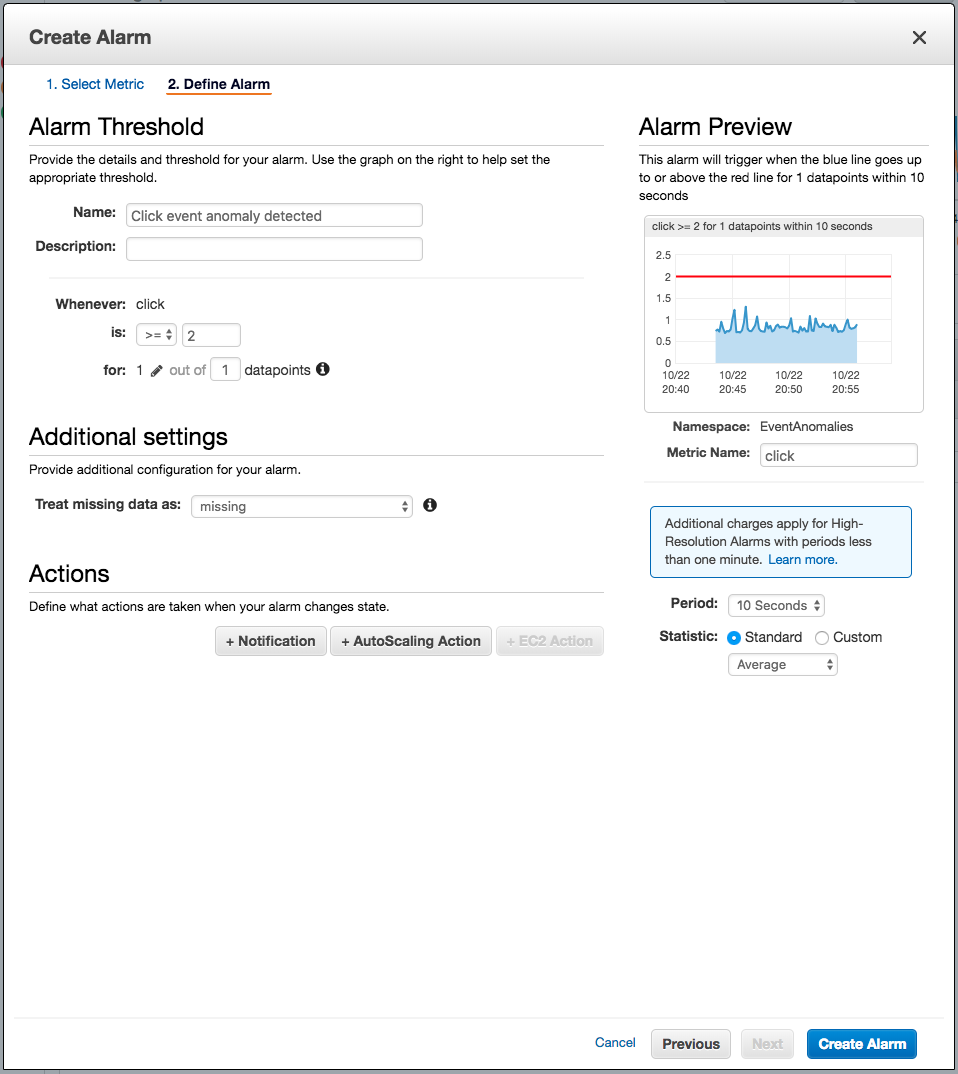 Create Alarm
1. Select Metric 2. Define Alarm
Alarm Threshold
Provide the details and threshold for your alarm. Use the graph on the right to help set the
appropriate threshold.
Name: Click event anomaly detected
Description:
Whenever: click
is: >= 2
for: 1 out of 1 datapoints
Additional settings
Provide additional configuration for your alarm.
Treat missing data as: missing
Actions
Define what actions are taken when your alarm changes state.
+ Notification + AutoScaling Action + EC2 Action
Alarm Preview
This alarm will trigger when the blue line goes up
to or above the red line for 1 datapoints within 10
seconds
click >= 2 for 1 datapoints within 10 seconds
2.5
2
1.5
1
0.5
0
10/22 10/22 10/22 10/22
20:40 20:45 20:50 20:55
Namespace: EventAnomalies
Metric Name: click
Additional charges apply for High-
Resolution Alarms with periods less
than one minute. Learn more.
Period: 10 Seconds
Statistic: Standard Custom
Average
Cancel Previous Next Create Alarm